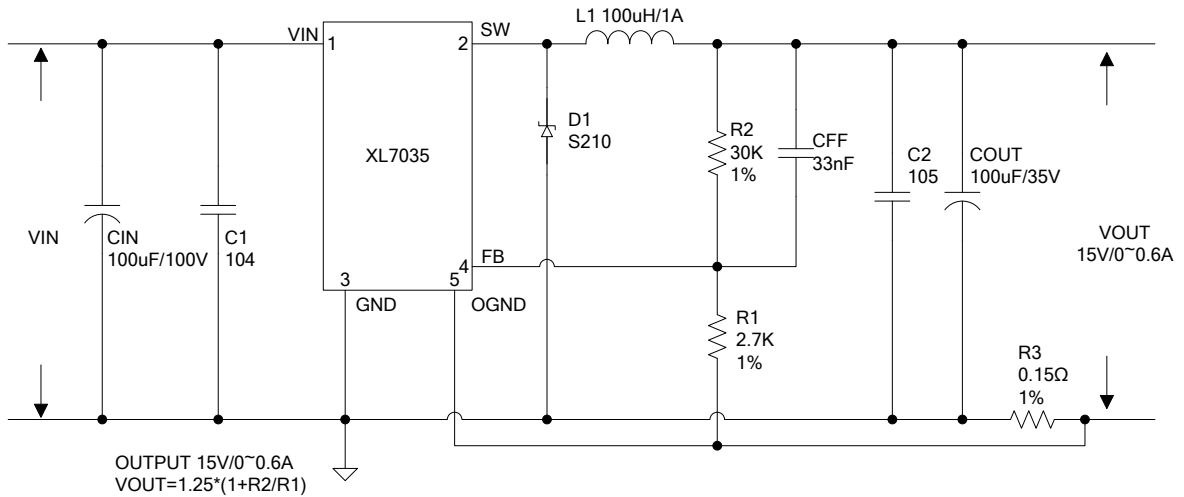 L1 100uH/1A
VIN
1
2
SW
D1
S210
R2
30K
1%
CFF
33nF
XL7035
C2
105
COUT
100uF/35V
VIN
CIN
100uF/100V
C1
104
VOUT
15V/0~0.6A
4
FB
3
5
GND
OGND
R1
2.7K
1%
R3
0.15Ω
1%
OUTPUT 15V/0~0.6A
VOUT=1.25*(1+R2/R1)